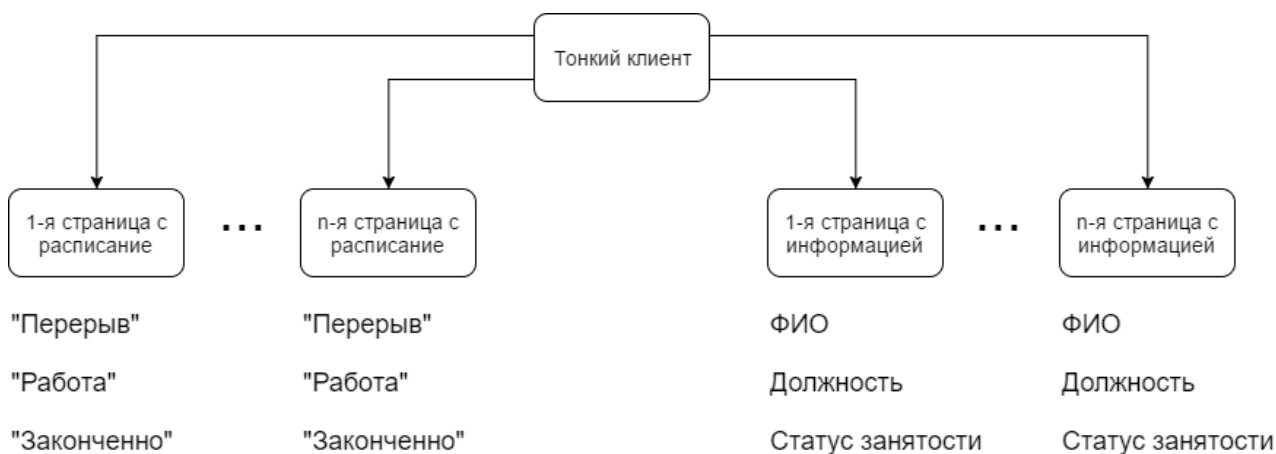 Тонкий клиент
1-я страница с
расписание
...
n-я страница с
расписание
1-я страница с
информацией
...
n-я страница с
информацией
"Перерыв"
"Перерыв"
ФИО
ФИО
"Работа"
"Работа"
Должность
Должность
"Законченно"
"Законченно"
Статус занятости
Статус занятости